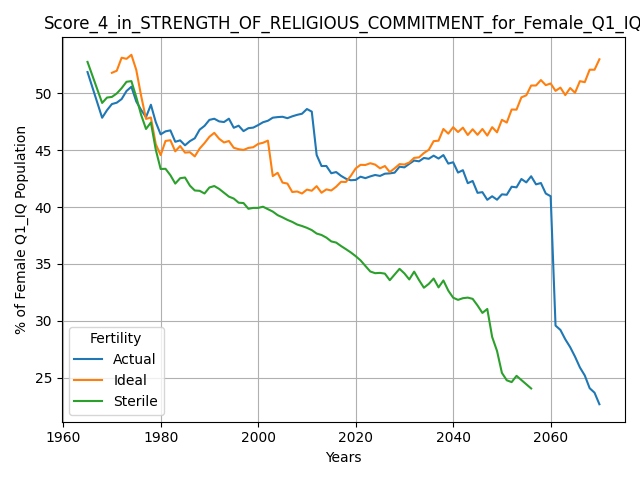 Score_4_in_STRENGTH_OF_RELIGIOUS_COMMITMENT_for_Female_Q1_IQ
% of Female Q1_IQ Population
50
45
40
35
30
25
Fertility
Actual
Ideal
Sterile
1960 1980 2000 2020 2040 2060
Years